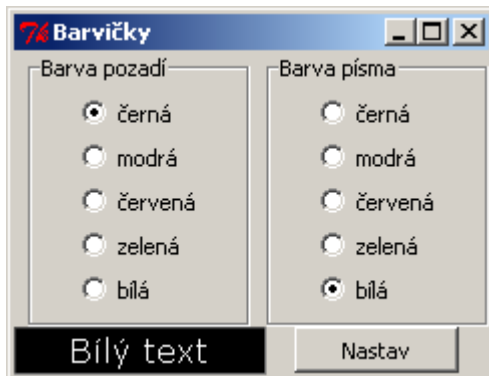 Barvičky
Barva pozadí
černá
modrá
červená
zelená
bílá
Barva písma
černá
modrá
červená
zelená
bílá
Bílý text
Nastav